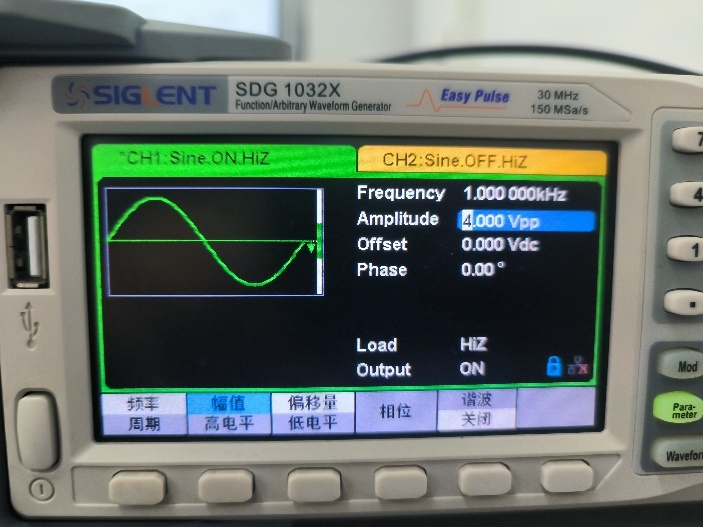 SIGLENT
SDG 1032X
Function/Arbitrary Waveform Generator
Easy Pulse
30 MHz
150 MSa/s
CH1:Sine.ON.HiZ
CH2:Sine.OFF.HiZ
Frequency 1.000 000kHz
Amplitude 4.000 Vpp
Offset 0.000 Vdc
Phase 0.00 °
Load HiZ
Output ON
频率 幅值 偏移量 相位 谐波
周期 高电平 低电平 关闭
7
4
1
Mod
Para-
meter
Waveform